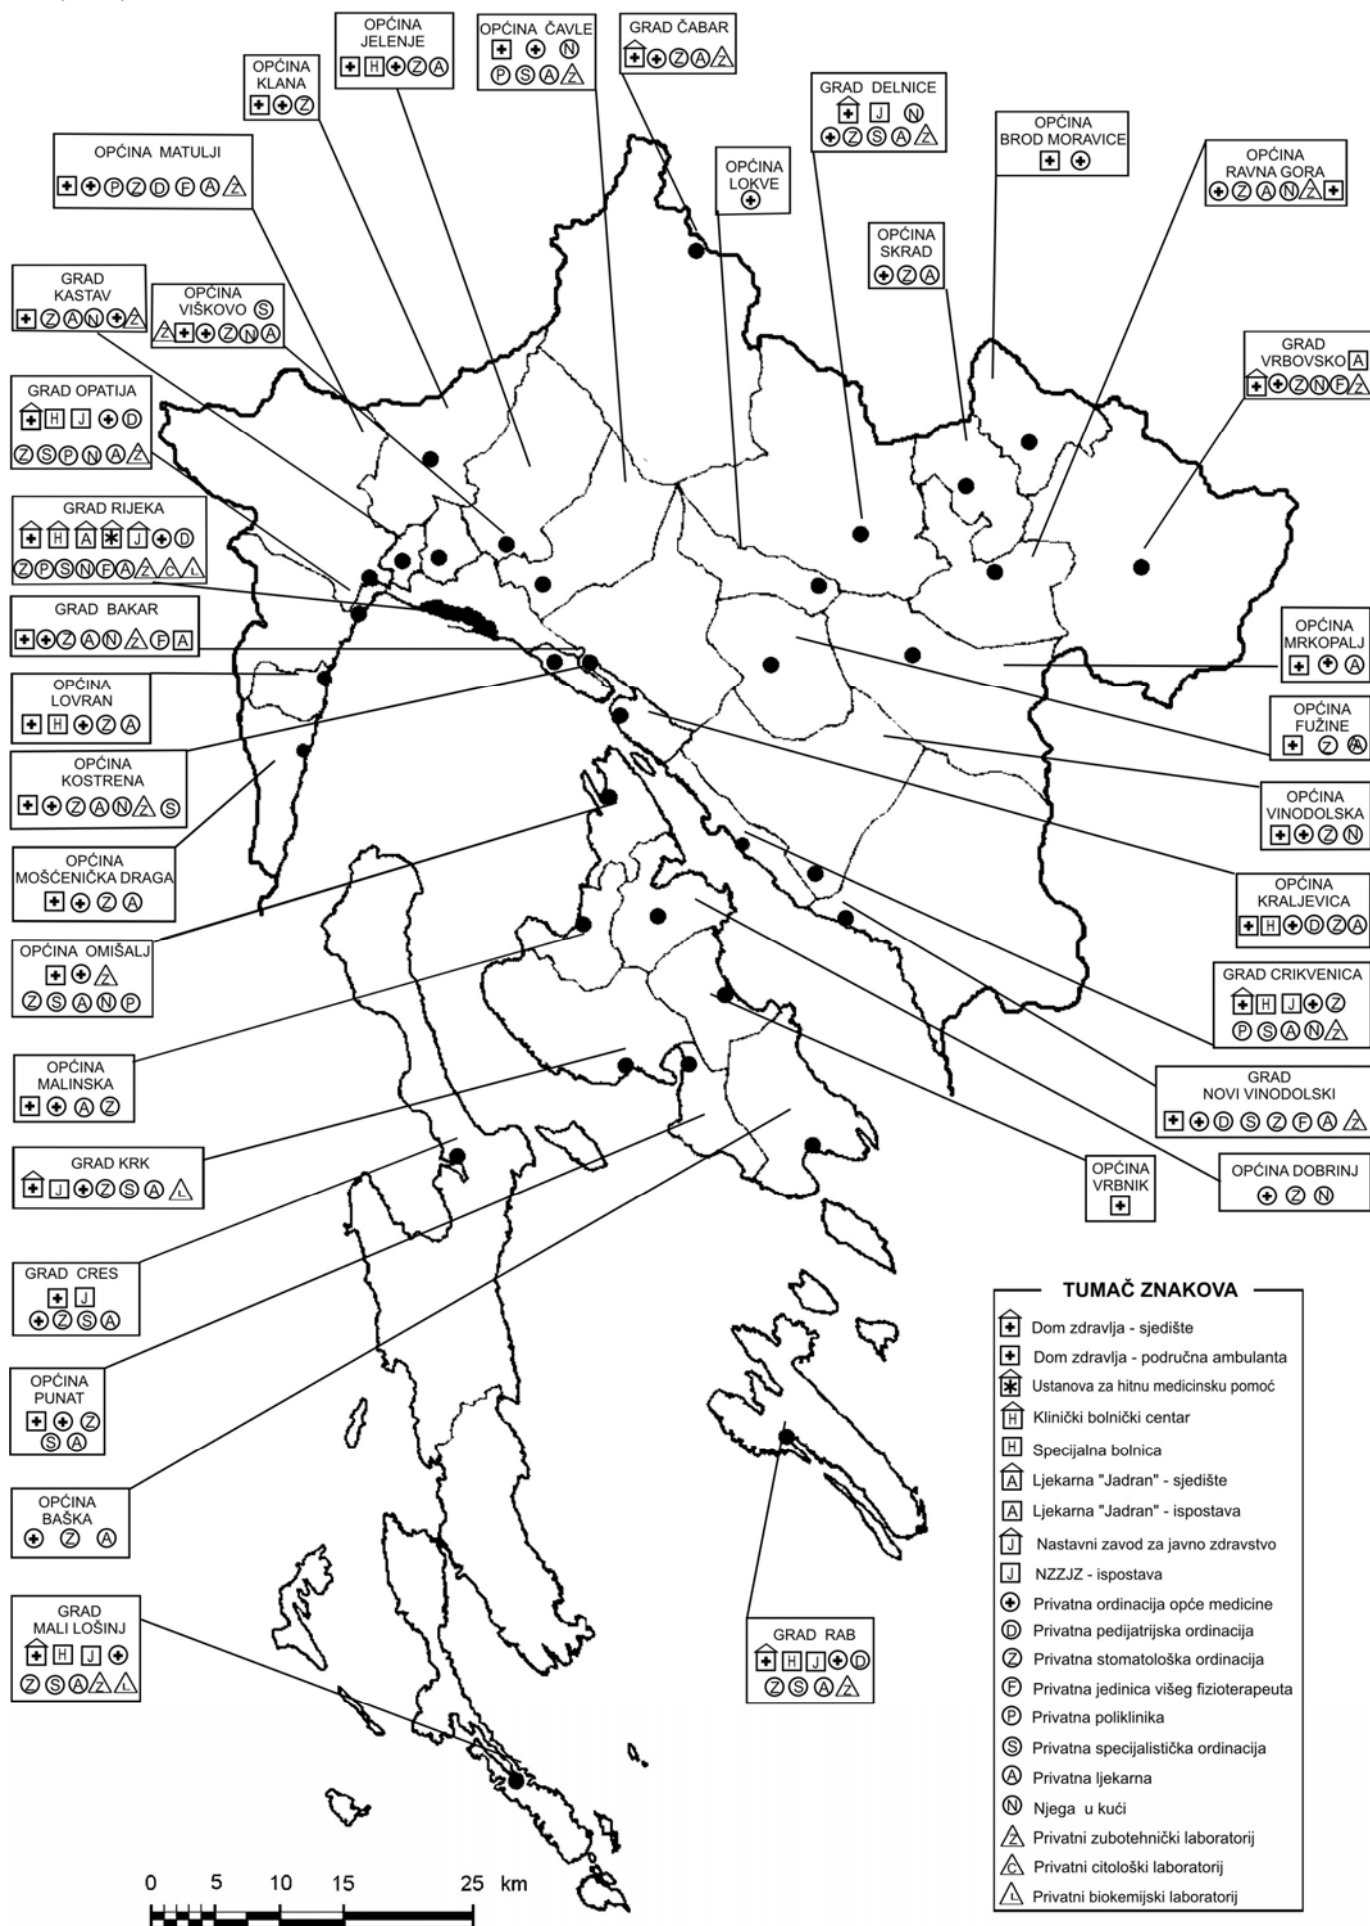 OPĆINA
JELENJE
H Z A
OPĆINA ČAVLE
N
P S A Ž
GRAD ČABAR
Z A Ž
OPĆINA
KLANA
Z
GRAD DELNICE
J N
Z S A Ž
OPĆINA
BROD MORAVICE
OPĆINA MATULJI
P Z D F A Ž
OPĆINA
LOKVE
OPĆINA
RAVNA GORA
Z A N Ž
OPĆINA
SKRAD
Z A
GRAD
KASTAV
Z A N Ž
OPĆINA
VIŠKOVO S
Ž Z N A
GRAD
VRBOVSKO A
Z N F Ž
GRAD OPATIJA
H J D
Z S P N A Ž
GRAD RIJEKA
H A J D
Z P S N F A Ž C L
GRAD BAKAR
Z A N Ž F A
OPĆINA
LOVRAN
H Z A
OPĆINA
KOSTRENA
Z A N Ž S
OPĆINA
MOŠĆENIČKA DRAGA
Z A
OPĆINA OMIŠALJ
Ž
Z S A N P
OPĆINA
MALINSKA
A Z
GRAD KRK
J Z S A L
GRAD CRES
J
Z S A
OPĆINA
PUNAT
Z
S A
OPĆINA
BAŠKA
Z A
GRAD
MALI LOŠINJ
H J
Z S A Ž L
OPĆINA
MRKOPALJ
A
OPĆINA
FUŽINE
Z A
OPĆINA
VINODOLSKA
Z N
OPĆINA
KRALJEVICA
H D Z A
GRAD CRIKVENICA
H J Z
P S A N Ž
GRAD
NOVI VINODOLSKI
D S Z F A Ž
OPĆINA
VRBNIK
OPĆINA DOBRINJ
Z N
GRAD RAB
H J D
Z S A Ž
TUMAČ ZNAKOVA
Dom zdravlja - sjedište
Dom zdravlja - područna ambulanta
Ustanova za hitnu medicinsku pomoć
H Klinički bolnički centar
H Specijalna bolnica
A Ljekarna "Jadran" - sjedište
A Ljekarna "Jadran" - ispostava
J Nastavni zavod za javno zdravstvo
J NZZJZ - ispostava
Privatna ordinacija opće medicine
D Privatna pedijatrijska ordinacija
Z Privatna stomatološka ordinacija
F Privatna jedinica višeg fizioterapeuta
P Privatna poliklinika
S Privatna specijalistička ordinacija
A Privatna ljekarna
N Njega u kući
Ž Privatni zubotehnički laboratorij
C Privatni citološki laboratorij
L Privatni biokemijski laboratorij
0 5 10 15 25 km